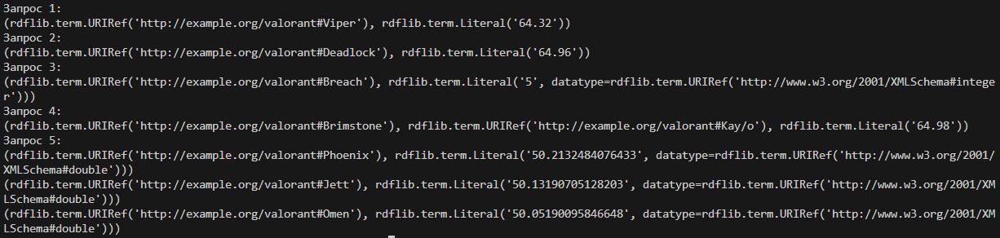 Запрос 1:
(rdflib.term.URIRef('http://example.org/valorant#Viper'), rdflib.term.Literal('64.32'))
Запрос 2:
(rdflib.term.URIRef('http://example.org/valorant#Deadlock'), rdflib.term.Literal('64.96'))
Запрос 3:
(rdflib.term.URIRef('http://example.org/valorant#Breach'), rdflib.term.Literal('5', datatype=rdflib.term.URIRef('http://www.w3.org/2001/XMLSchema#intege
r')))
Запрос 4:
(rdflib.term.URIRef('http://example.org/valorant#Brimstone'), rdflib.term.URIRef('http://example.org/valorant#Kay/o'), rdflib.term.Literal('64.98'))
Запрос 5:
(rdflib.term.URIRef('http://example.org/valorant#Phoenix'), rdflib.term.Literal('50.2132484076433', datatype=rdflib.term.URIRef('http://www.w3.org/2001/
XMLSchema#double')))
(rdflib.term.URIRef('http://example.org/valorant#Jett'), rdflib.term.Literal('50.13190705128203', datatype=rdflib.term.URIRef('http://www.w3.org/2001/XM
LSchema#double')))
(rdflib.term.URIRef('http://example.org/valorant#Omen'), rdflib.term.Literal('50.05190095846648', datatype=rdflib.term.URIRef('http://www.w3.org/2001/XM
LSchema#double')))